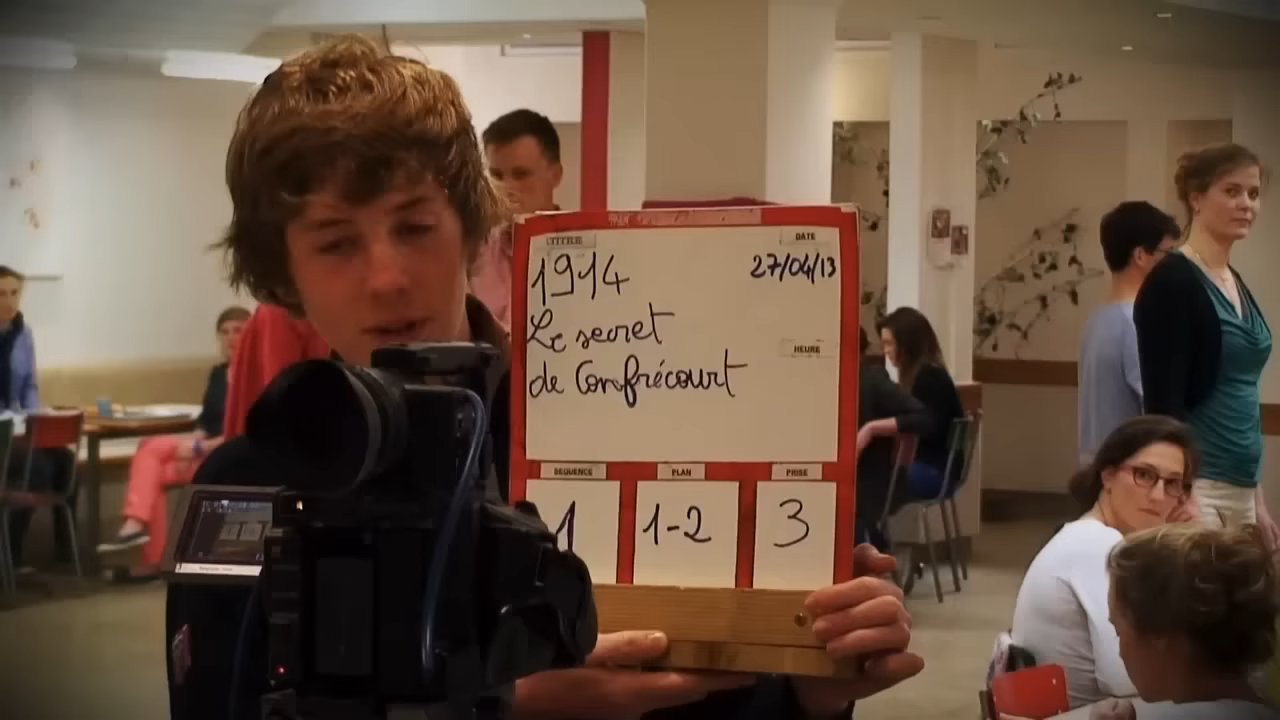 TITRE
DATE
1914
27/04/13
Le secret
HEURE
de Confrécourt
SEQUENCE PLAN PRISE
1 1-2 3